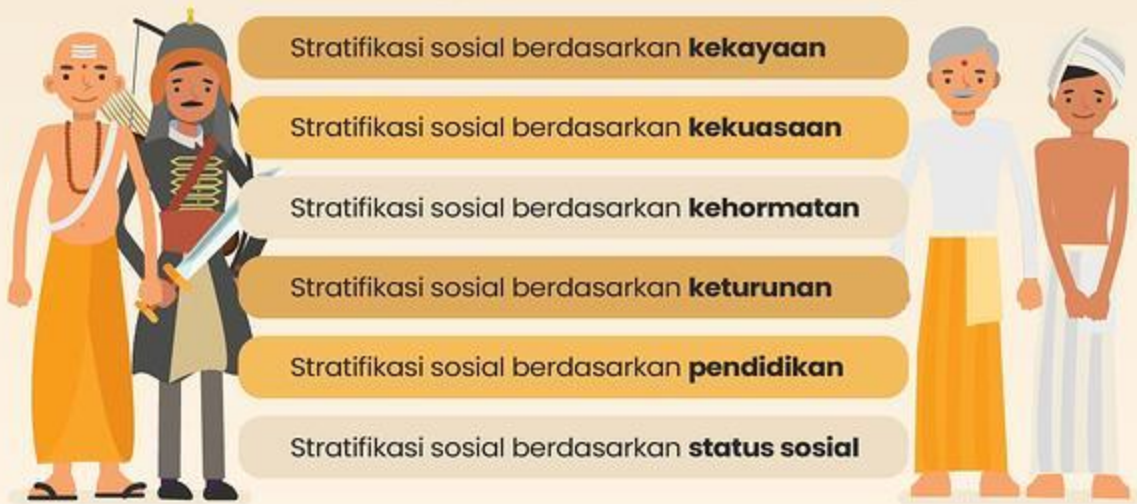 Stratifikasi sosial berdasarkan kekayaan
Stratifikasi sosial berdasarkan kekuasaan
Stratifikasi sosial berdasarkan kehormatan
Stratifikasi sosial berdasarkan keturunan
Stratifikasi sosial berdasarkan pendidikan
Stratifikasi sosial berdasarkan status sosial